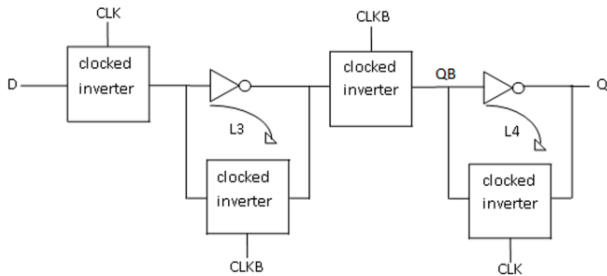 CLK
CLKB
D
clocked
inverter
clocked
inverter
QB
Q
L3
L4
clocked
inverter
clocked
inverter
CLKB
CLK